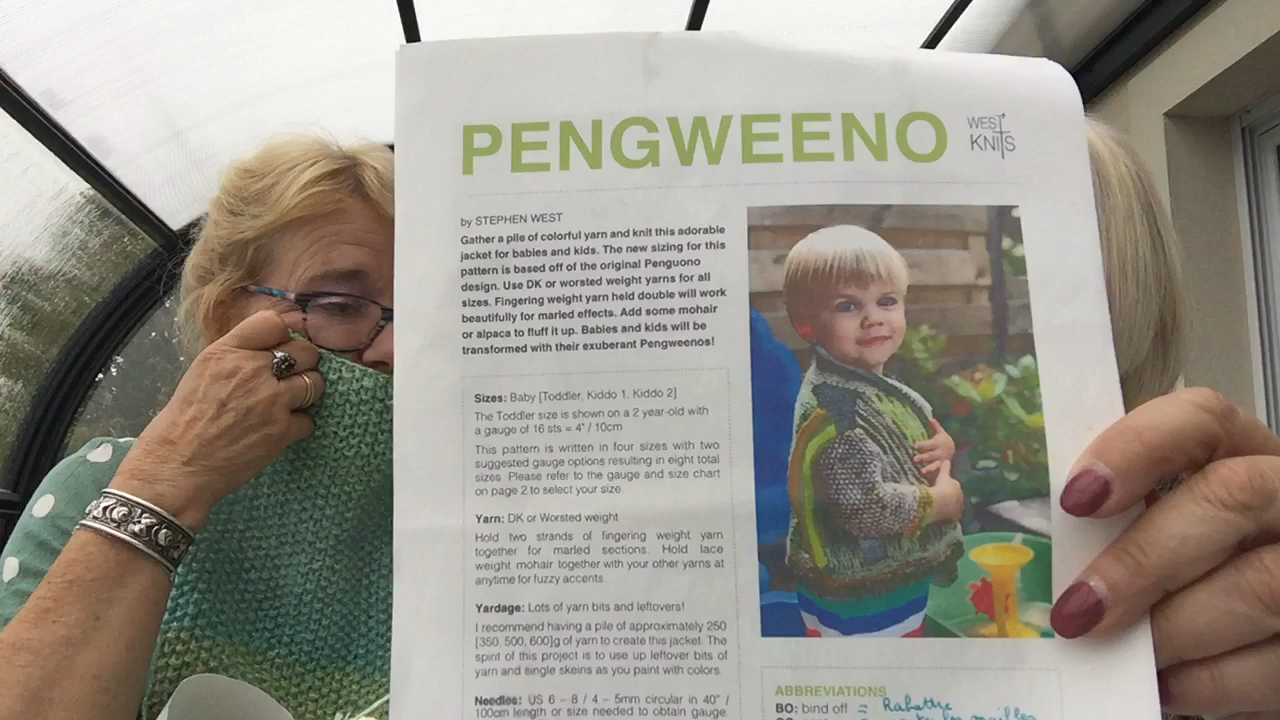 PENGWEENO
WEST
KNITS
by STEPHEN WEST
Gather a pile of colorful yarn and knit this adorable
jacket for babies and kids. The new sizing for this
pattern is based off of the original Penguono
design. Use DK or worsted weight yarns for all
sizes. Fingering weight yarn held double will work
beautifully for marled effects. Add some mohair
or alpaca to fluff it up. Babies and kids will be
transformed with their exuberant Pengweenos!
Sizes: Baby [Toddler, Kiddo 1, Kiddo 2]
The Toddler size is shown on a 2 year-old with
a gauge of 16 sts = 4" / 10cm
This pattern is written in four sizes with two
suggested gauge options resulting in eight total
sizes. Please refer to the gauge and size chart
on page 2 to select your size
Yarn: DK or Worsted weight
Hold two strands of fingering weight yarn
together for marled sections. Hold lace
weight mohair together with your other yarns at
anytime for fuzzy accents
Yardage: Lots of yarn bits and leftovers!
I recommend having a pile of approximately 250
[350, 500, 600]g of yarn to create this jacket. The
spirit of this project is to use up leftover bits of
yarn and single skeins as you paint with colors.
Needles: US 6 – 8 / 4 – 5mm circular in 40" /
100cm length or size needed to obtain gauge
ABBREVIATIONS
BO: bind off = Rabattre
les mailles